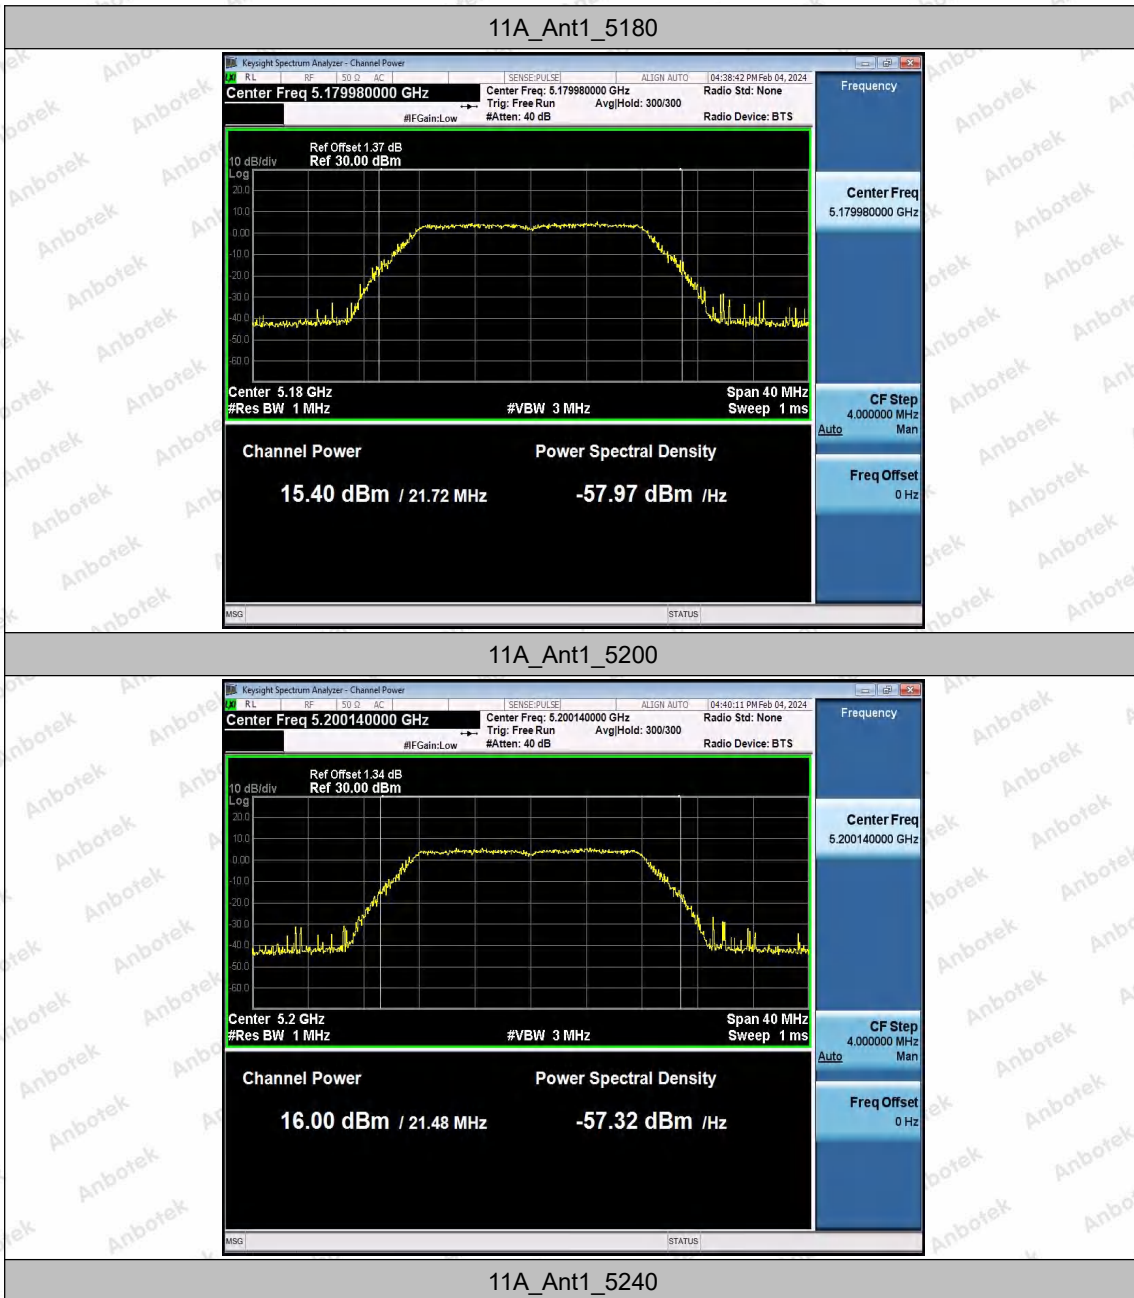 11A_Ant1_5180
Keysight Spectrum Analyzer - Channel Power
RL RF 50 Ω AC SENSE:PULSE ALIGN AUTO 04:38:42 PM Feb 04, 2024
Center Freq 5.179980000 GHz
Center Freq: 5.179980000 GHz Radio Std: None
Trig: Free Run Avg|Hold: 300/300
#IFGain:Low #Atten: 40 dB Radio Device: BTS
Frequency
Ref Offset 1.37 dB
10 dB/div Ref 30.00 dBm
Log
20.0
10.0
0.00
-10.0
-20.0
-30.0
-40.0
-50.0
-60.0
Center Freq
5.179980000 GHz
Center 5.18 GHz Span 40 MHz
#Res BW 1 MHz #VBW 3 MHz Sweep 1 ms
CF Step
4.000000 MHz
Auto Man
Channel Power Power Spectral Density
15.40 dBm / 21.72 MHz -57.97 dBm /Hz
Freq Offset
0 Hz
MSG STATUS
11A_Ant1_5200
Keysight Spectrum Analyzer - Channel Power
RL RF 50 Ω AC SENSE:PULSE ALIGN AUTO 04:40:11 PM Feb 04, 2024
Center Freq 5.200140000 GHz
Center Freq: 5.200140000 GHz Radio Std: None
Trig: Free Run Avg|Hold: 300/300
#IFGain:Low #Atten: 40 dB Radio Device: BTS
Frequency
Ref Offset 1.34 dB
10 dB/div Ref 30.00 dBm
Log
20.0
10.0
0.00
-10.0
-20.0
-30.0
-40.0
-50.0
-60.0
Center Freq
5.200140000 GHz
Center 5.2 GHz Span 40 MHz
#Res BW 1 MHz #VBW 3 MHz Sweep 1 ms
CF Step
4.000000 MHz
Auto Man
Channel Power Power Spectral Density
16.00 dBm / 21.48 MHz -57.32 dBm /Hz
Freq Offset
0 Hz
MSG STATUS
11A_Ant1_5240